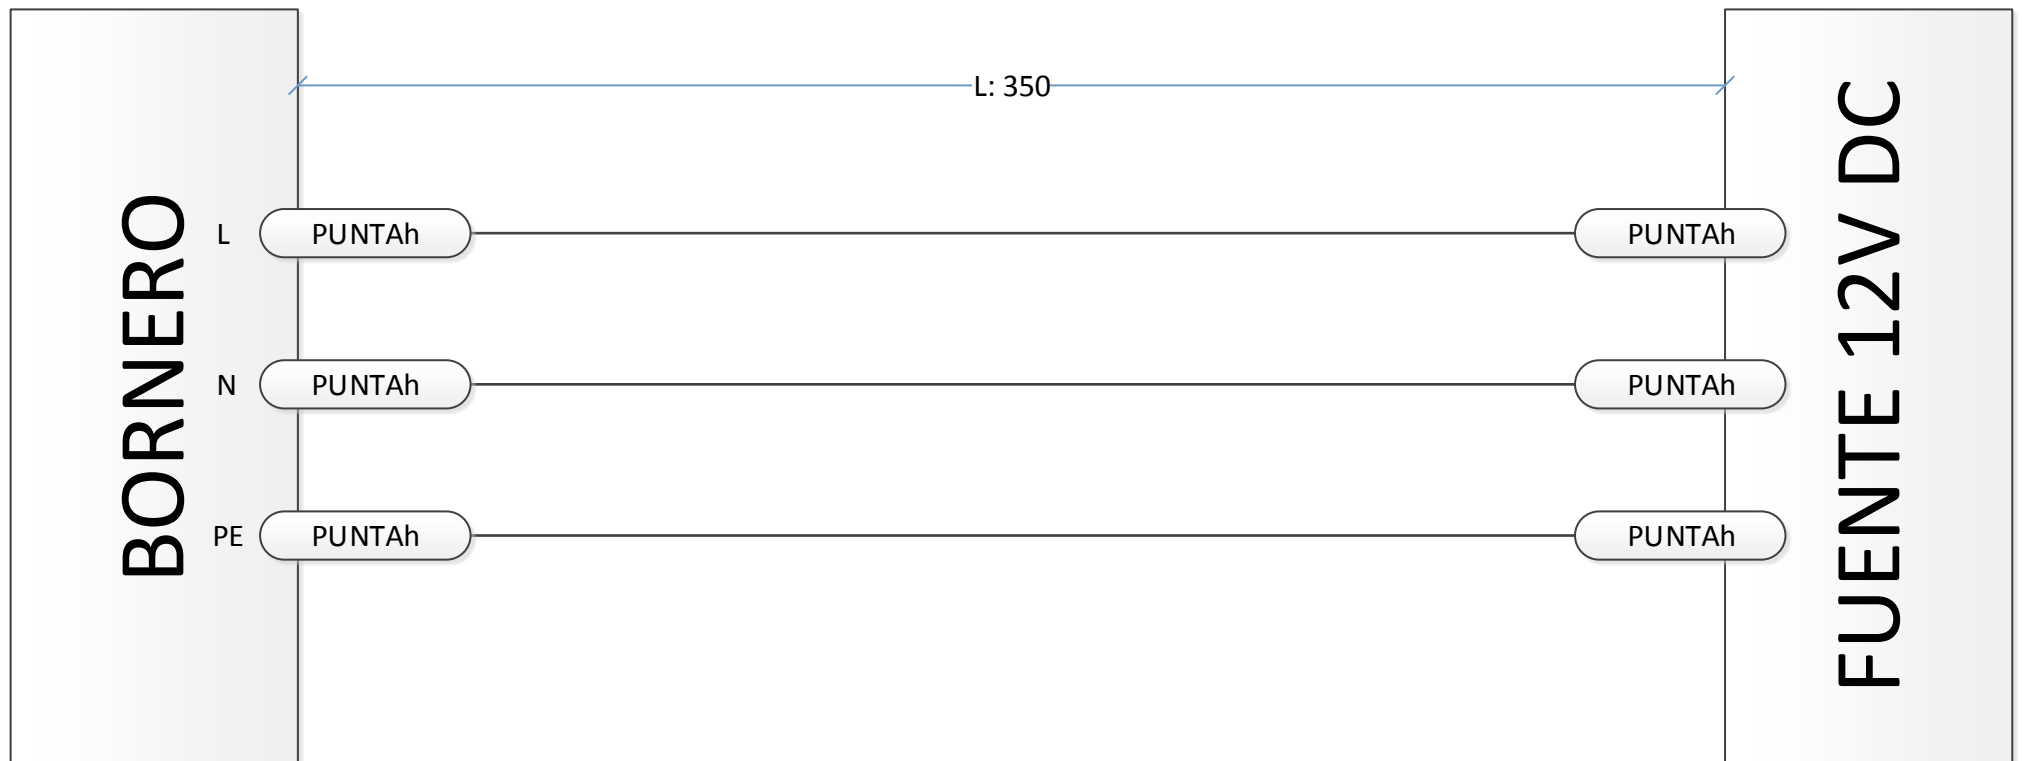 L: 350
BORNERO
FUENTE 12V DC
L PUNTAh PUNTAh
N PUNTAh PUNTAh
PE PUNTAh PUNTAh